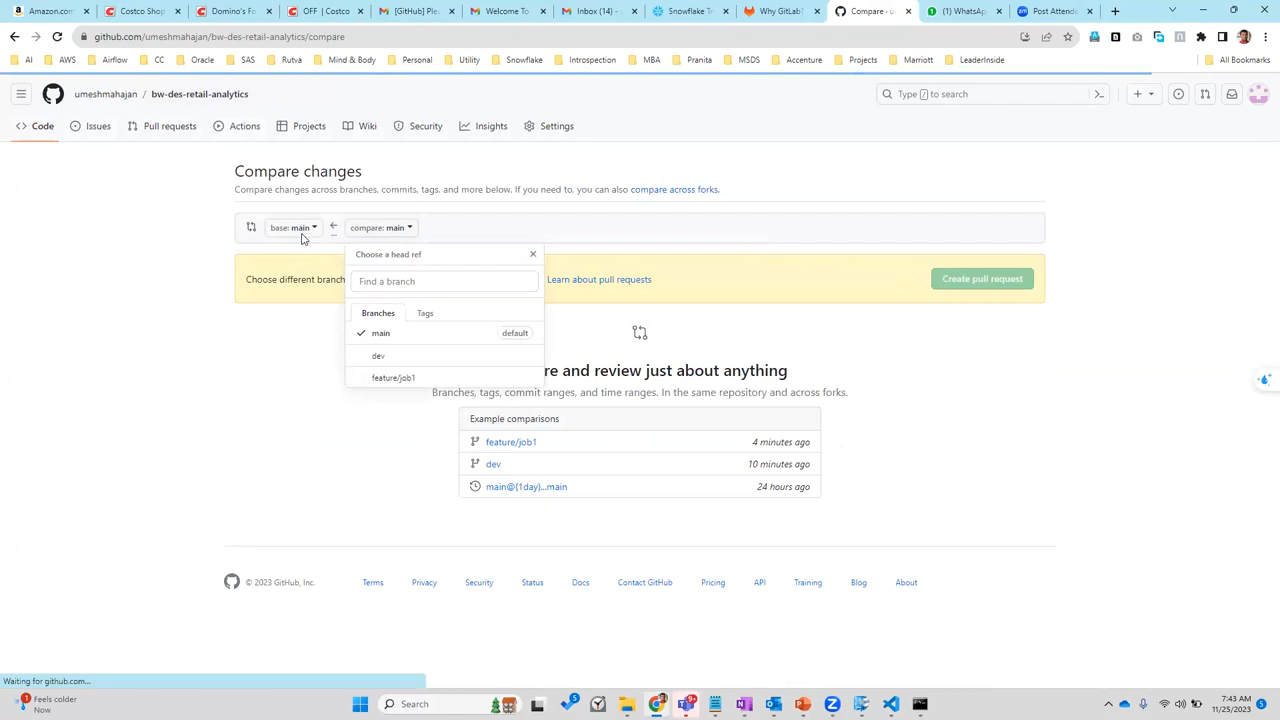 Amazon.com
Costco Shop
Domino's Fo
OFF | Costco
[GitHub] Ple
Welcome To
Inbox (14) -
Snowflake Tr
Why GitLab?
Compare · u
(1) WhatsAp
Post Attende
github.com/umeshmahajan/bw-des-retail-analytics/compare
AI
AWS
Airflow
CC
Oracle
SAS
Rutva
Mind & Body
Personal
Utility
Snowflake
Introspection
MBA
Pranita
MSDS
Accenture
Projects
Marriott
LeaderInside
All Bookmarks
umeshmahajan / bw-des-retail-analytics
Type / to search
Code
Issues
Pull requests
Actions
Projects
Wiki
Security
Insights
Settings
Compare changes
Compare changes across branches, commits, tags, and more below. If you need to, you can also compare across forks.
base: main
compare: main
Choose a head ref
Find a branch
Branches
Tags
main
default
dev
feature/job1
Choose different branch
Learn about pull requests
Create pull request
re and review just about anything
Branches, tags, commit ranges, and time ranges. In the same repository and across forks.
Example comparisons
feature/job1
4 minutes ago
dev
10 minutes ago
main@{1day}...main
24 hours ago
© 2023 GitHub, Inc.
Terms
Privacy
Security
Status
Docs
Contact GitHub
Pricing
API
Training
Blog
About
Waiting for github.com...
1
Feels colder
Now
Search
5
9+
7:43 AM
11/25/2023
5